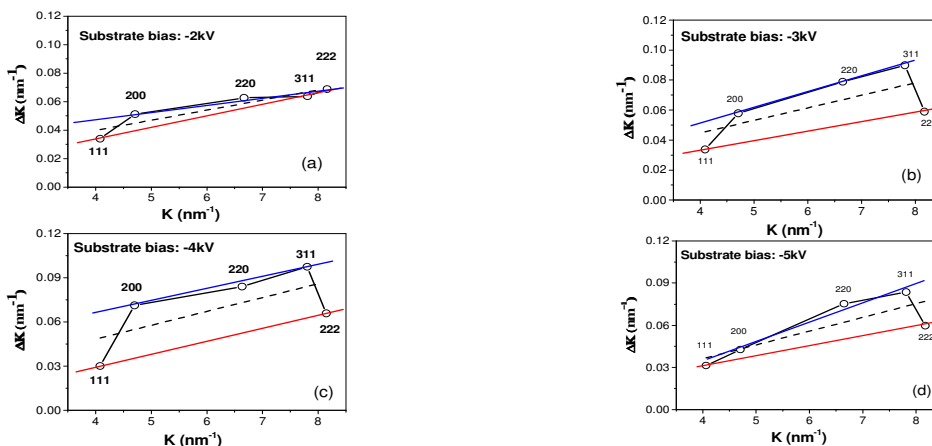 0.12
0.10
0.08
0.06
0.04
0.02
0.00
ΔK (nm⁻¹)
Substrate bias: -2kV
111
200
220
311
222
(a)
4 5 6 7 8
K (nm⁻¹)
0.12
0.10
0.08
0.06
0.04
0.02
0.00
ΔK (nm⁻¹)
Substrate bias: -3kV
111
200
220
311
222
(b)
4 5 6 7 8
K (nm⁻¹)
0.12
0.09
0.06
0.03
0.00
ΔK (nm⁻¹)
Substrate bias: -4kV
111
200
220
311
222
(c)
4 5 6 7 8
K (nm⁻¹)
0.12
0.09
0.06
0.03
0.00
ΔK (nm⁻¹)
Substrate bias: -5kV
111
200
220
311
222
(d)
4 5 6 7 8
K (nm⁻¹)